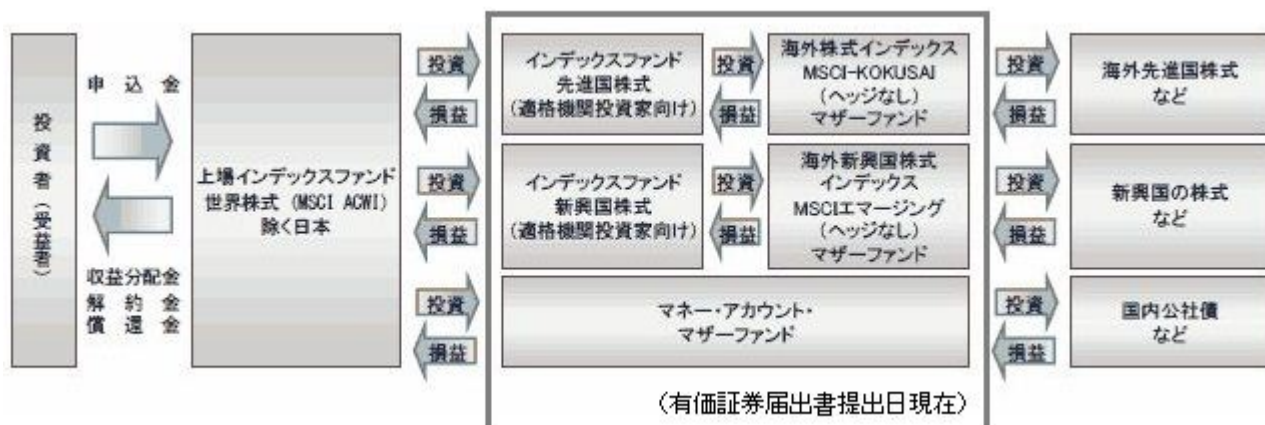 投資者(受益者)
申込金
収益分配金
解約金
償還金
上場インデックスファンド
世界株式(MSCI ACWI)
除く日本
投資
損益
インデックスファンド
先進国株式
(適格機関投資家向け)
投資
損益
海外株式インデックス
MSCI-KOKUSAI
(ヘッジなし)
マザーファンド
投資
損益
海外先進国株式
など
投資
損益
インデックスファンド
新興国株式
(適格機関投資家向け)
投資
損益
海外新興国株式
インデックス
MSCIエマージング
(ヘッジなし)
マザーファンド
投資
損益
新興国の株式
など
投資
損益
マネー・アカウント・
マザーファンド
投資
損益
国内公社債
など
(有価証券届出書提出日現在)